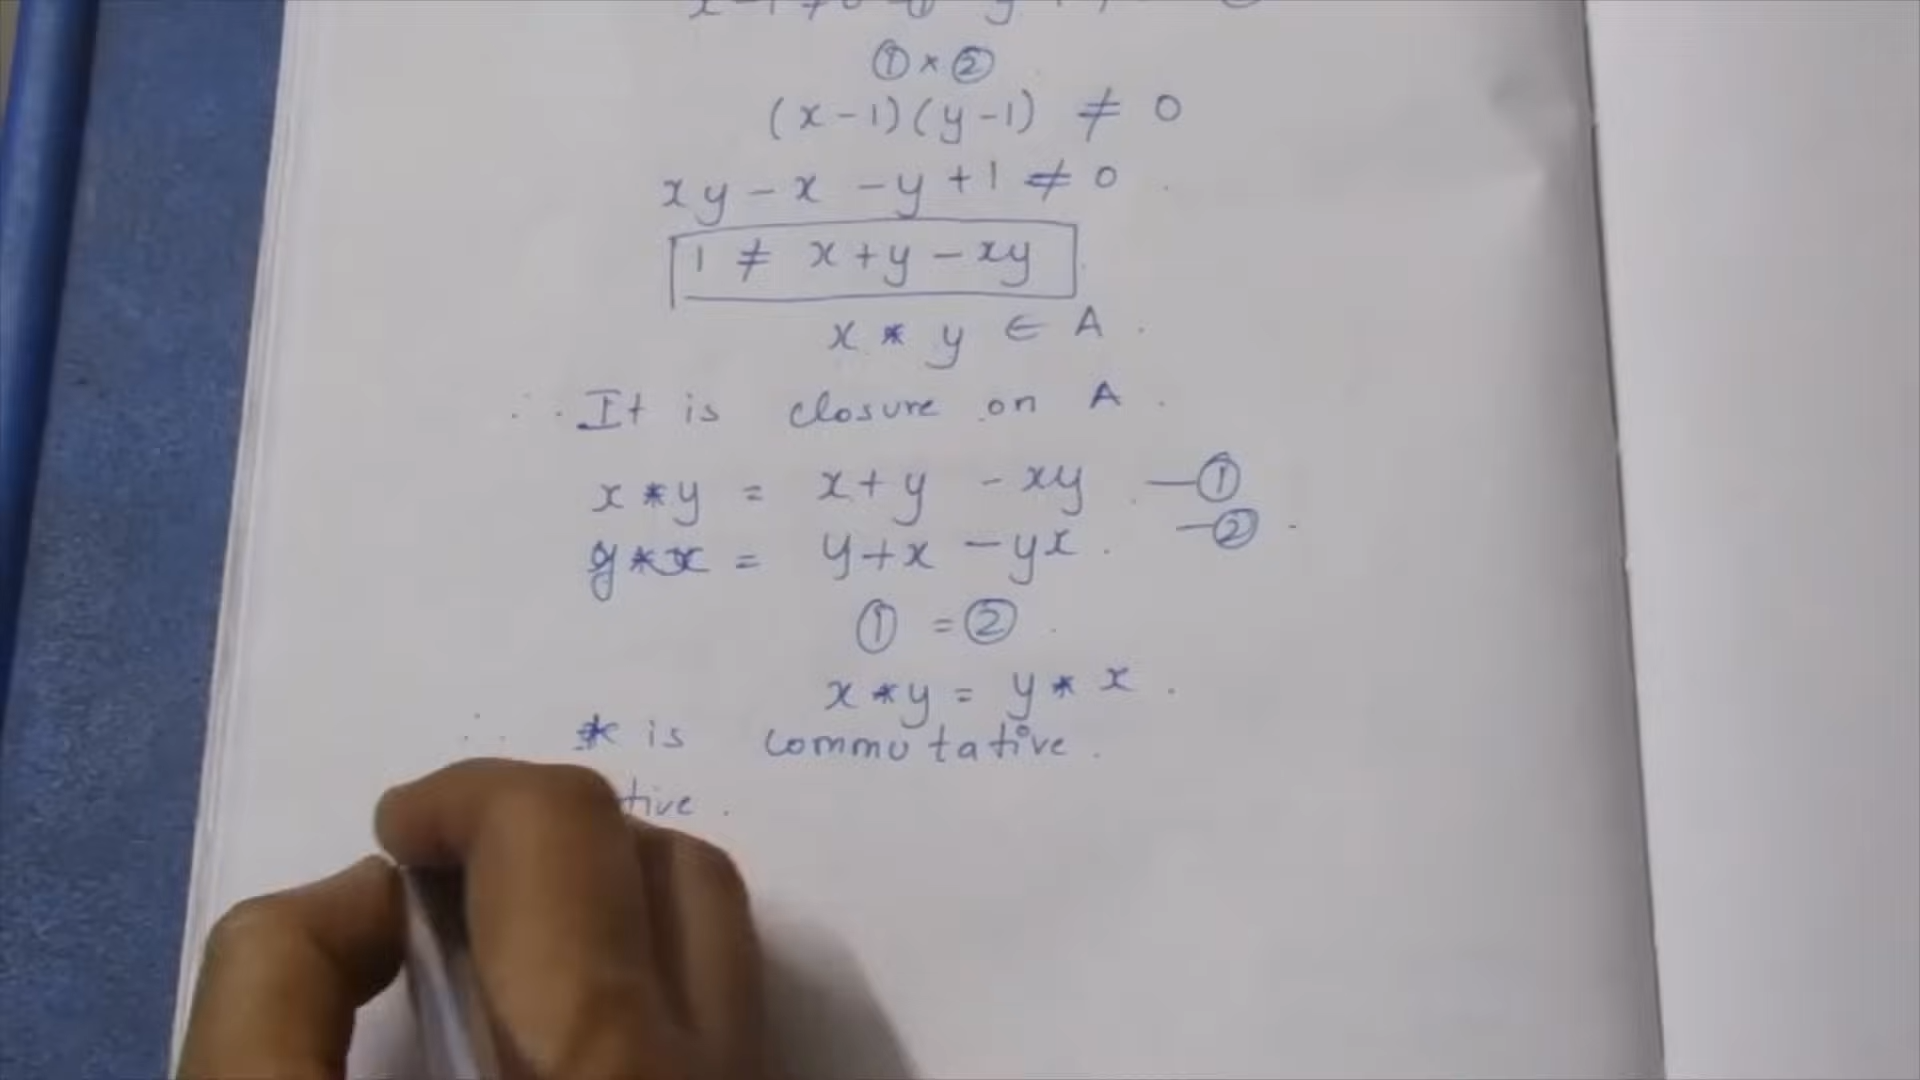 ① × ②
(x-1)(y-1) ≠ 0
xy - x - y + 1 ≠ 0
1 ≠ x + y - xy
x * y ∈ A .
∴ It is closure on A .
x * y = x + y - xy — ①
y * x = y + x - yx . — ②
① = ② .
x * y = y * x .
∴ * is commutative .